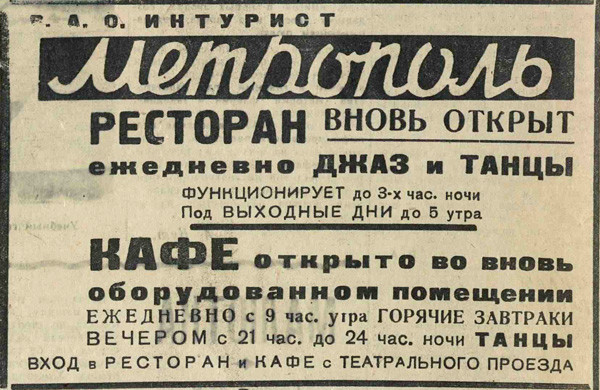 В. А. О. ИНТУРИСТ
Метрополь
РЕСТОРАН ВНОВЬ ОТКРЫТ
ежедневно ДЖАЗ и ТАНЦЫ
ФУНКЦИОНИРУЕТ до 3-х час. ночи
Под ВЫХОДНЫЕ ДНИ до 5 утра
КАФЕ открыто во вновь
оборудованном помещении
ЕЖЕДНЕВНО с 9 час. утра ГОРЯЧИЕ ЗАВТРАКИ
ВЕЧЕРОМ с 21 час. до 24 час. ночи ТАНЦЫ
ВХОД в РЕСТОРАН и КАФЕ с ТЕАТРАЛЬНОГО ПРОЕЗДА